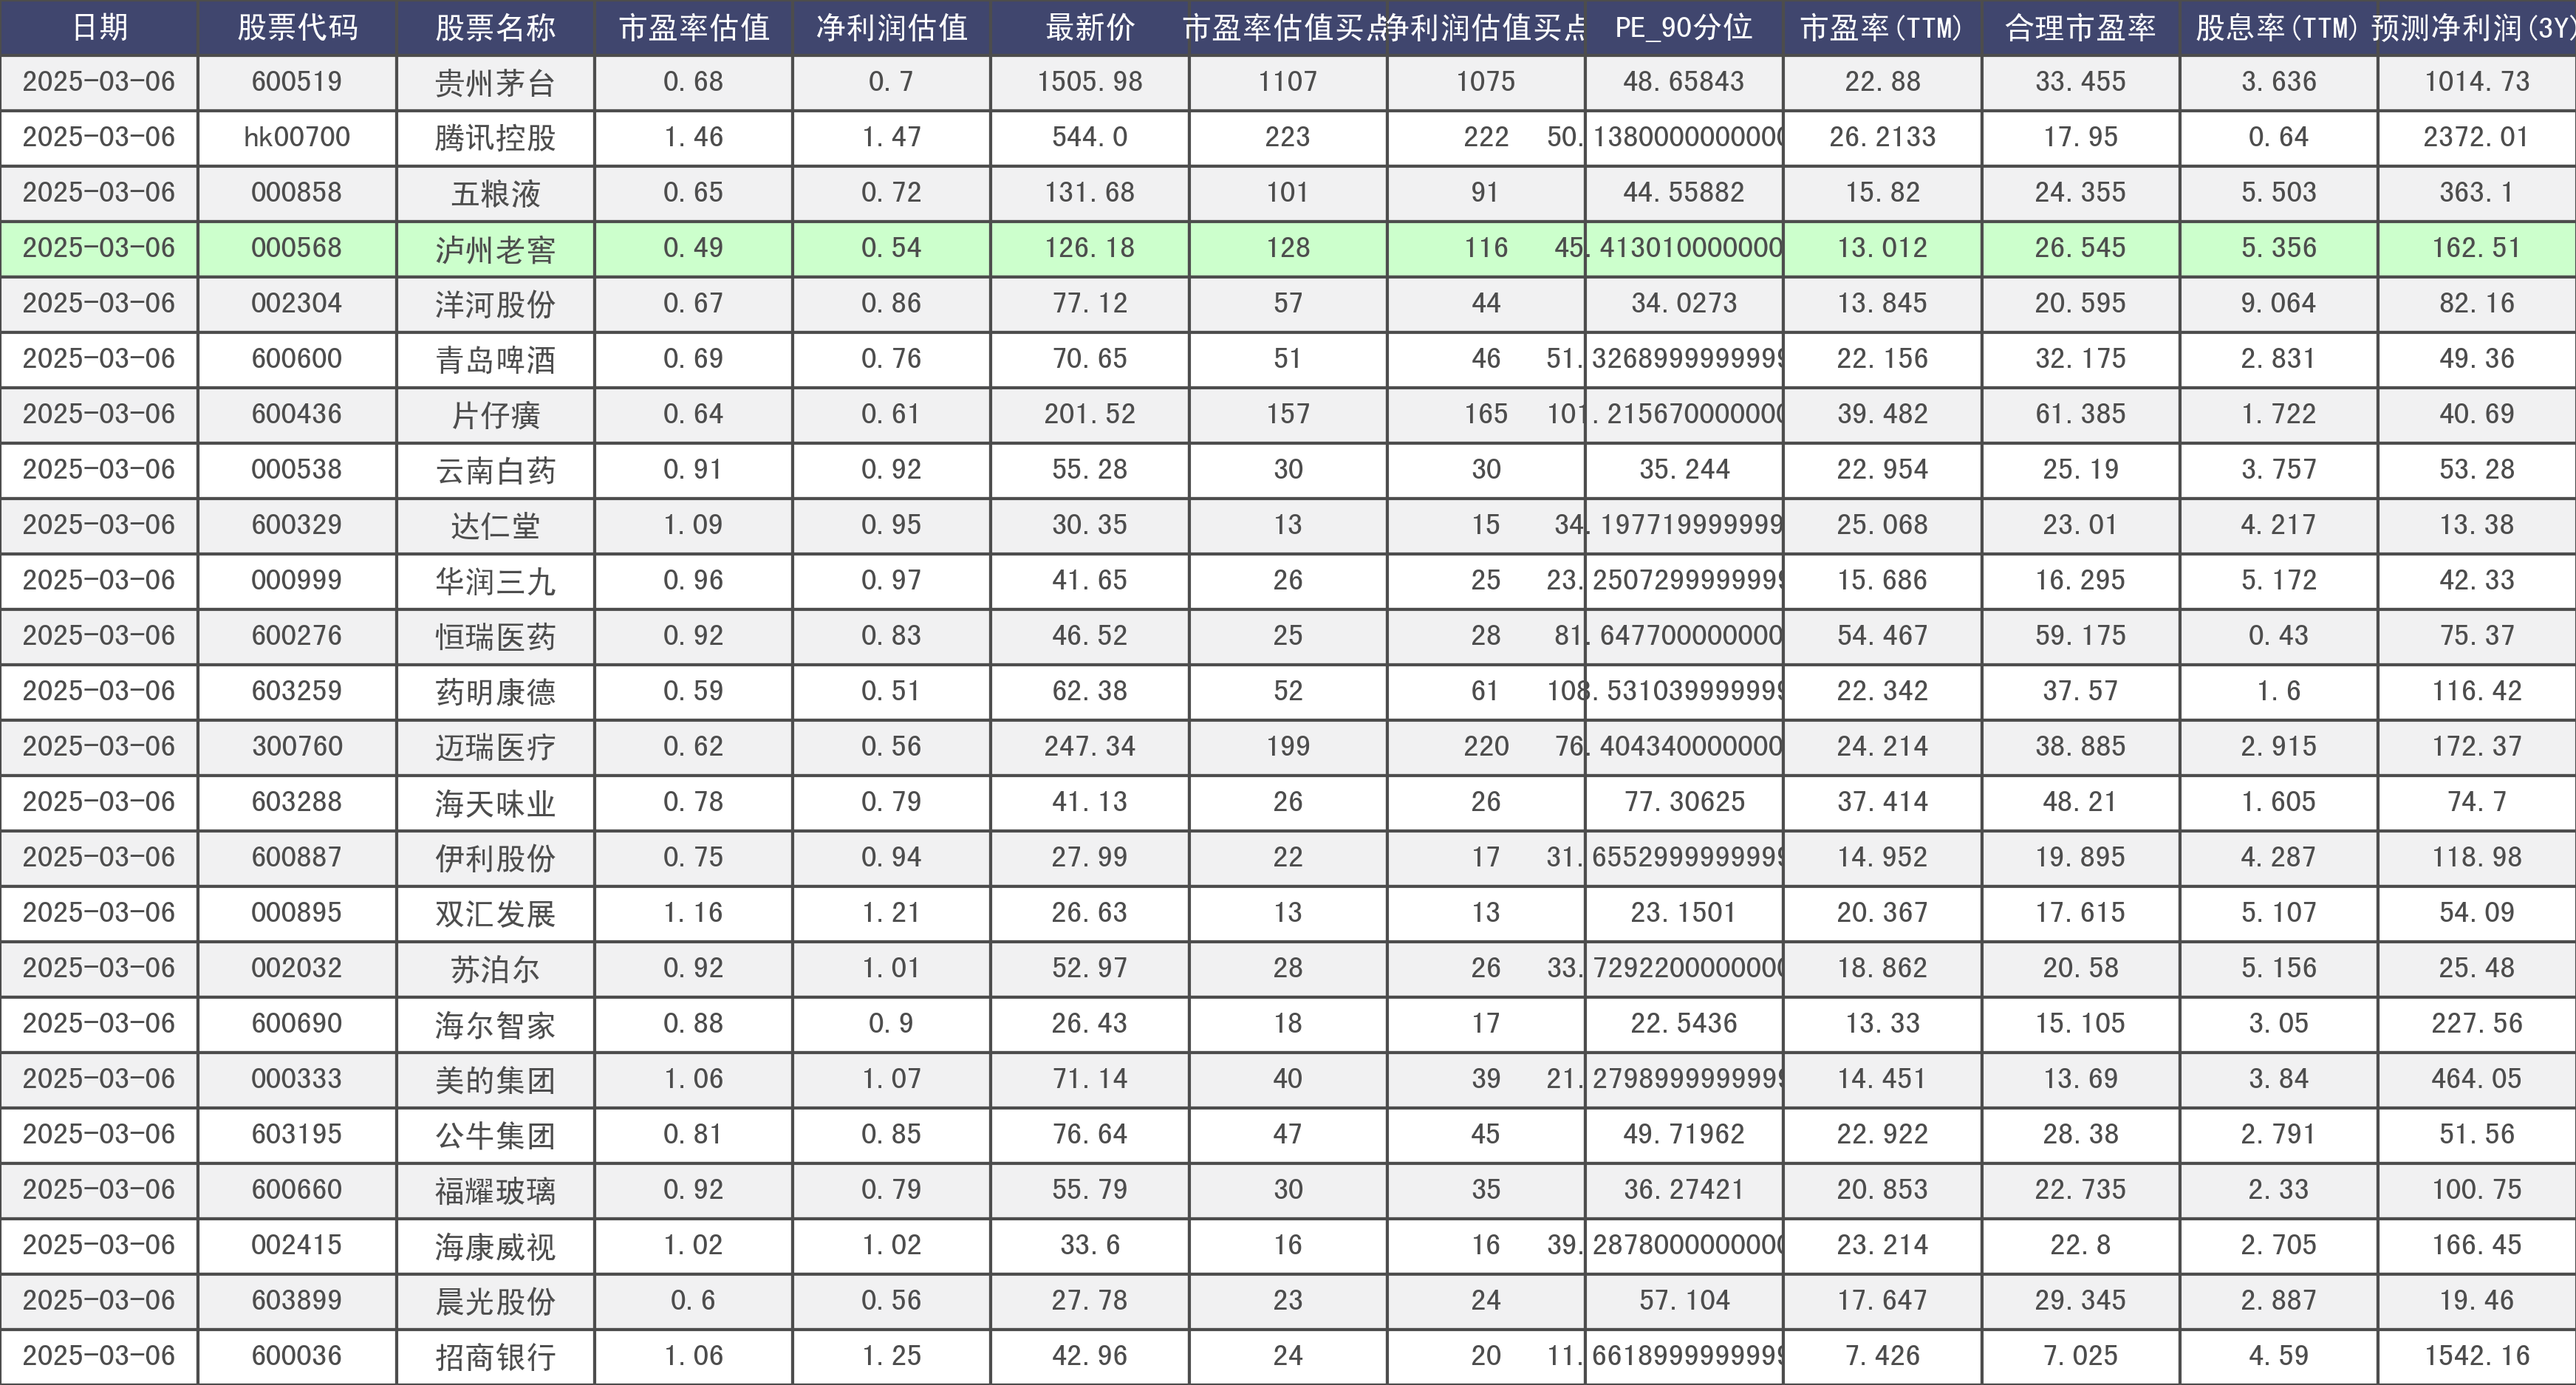 日期 股票代码 股票名称 市盈率估值 净利润估值 最新价 市盈率估值买点 净利润估值买点 PE_90分位 市盈率(TTM) 合理市盈率 股息率(TTM) 预测净利润(3Y)
2025-03-06 600519 贵州茅台 0.68 0.7 1505.98 1107 1075 48.65843 22.88 33.455 3.636 1014.73
2025-03-06 hk00700 腾讯控股 1.46 1.47 544.0 223 222 50.1380000000000 26.2133 17.95 0.64 2372.01
2025-03-06 000858 五粮液 0.65 0.72 131.68 101 91 44.55882 15.82 24.355 5.503 363.1
2025-03-06 000568 泸州老窖 0.49 0.54 126.18 128 116 45.413010000000 13.012 26.545 5.356 162.51
2025-03-06 002304 洋河股份 0.67 0.86 77.12 57 44 34.0273 13.845 20.595 9.064 82.16
2025-03-06 600600 青岛啤酒 0.69 0.76 70.65 51 46 51.3268999999999 22.156 32.175 2.831 49.36
2025-03-06 600436 片仔癀 0.64 0.61 201.52 157 165 101.215670000000 39.482 61.385 1.722 40.69
2025-03-06 000538 云南白药 0.91 0.92 55.28 30 30 35.244 22.954 25.19 3.757 53.28
2025-03-06 600329 达仁堂 1.09 0.95 30.35 13 15 34.197719999999 25.068 23.01 4.217 13.38
2025-03-06 000999 华润三九 0.96 0.97 41.65 26 25 23.2507299999999 15.686 16.295 5.172 42.33
2025-03-06 600276 恒瑞医药 0.92 0.83 46.52 25 28 81.647700000000 54.467 59.175 0.43 75.37
2025-03-06 603259 药明康德 0.59 0.51 62.38 52 61 108.531039999999 22.342 37.57 1.6 116.42
2025-03-06 300760 迈瑞医疗 0.62 0.56 247.34 199 220 76.404340000000 24.214 38.885 2.915 172.37
2025-03-06 603288 海天味业 0.78 0.79 41.13 26 26 77.30625 37.414 48.21 1.605 74.7
2025-03-06 600887 伊利股份 0.75 0.94 27.99 22 17 31.6552999999999 14.952 19.895 4.287 118.98
2025-03-06 000895 双汇发展 1.16 1.21 26.63 13 13 23.1501 20.367 17.615 5.107 54.09
2025-03-06 002032 苏泊尔 0.92 1.01 52.97 28 26 33.7292200000000 18.862 20.58 5.156 25.48
2025-03-06 600690 海尔智家 0.88 0.9 26.43 18 17 22.5436 13.33 15.105 3.05 227.56
2025-03-06 000333 美的集团 1.06 1.07 71.14 40 39 21.2798999999999 14.451 13.69 3.84 464.05
2025-03-06 603195 公牛集团 0.81 0.85 76.64 47 45 49.71962 22.922 28.38 2.791 51.56
2025-03-06 600660 福耀玻璃 0.92 0.79 55.79 30 35 36.27421 20.853 22.735 2.33 100.75
2025-03-06 002415 海康威视 1.02 1.02 33.6 16 16 39.2878000000000 23.214 22.8 2.705 166.45
2025-03-06 603899 晨光股份 0.6 0.56 27.78 23 24 57.104 17.647 29.345 2.887 19.46
2025-03-06 600036 招商银行 1.06 1.25 42.96 24 20 11.6618999999999 7.426 7.025 4.59 1542.16